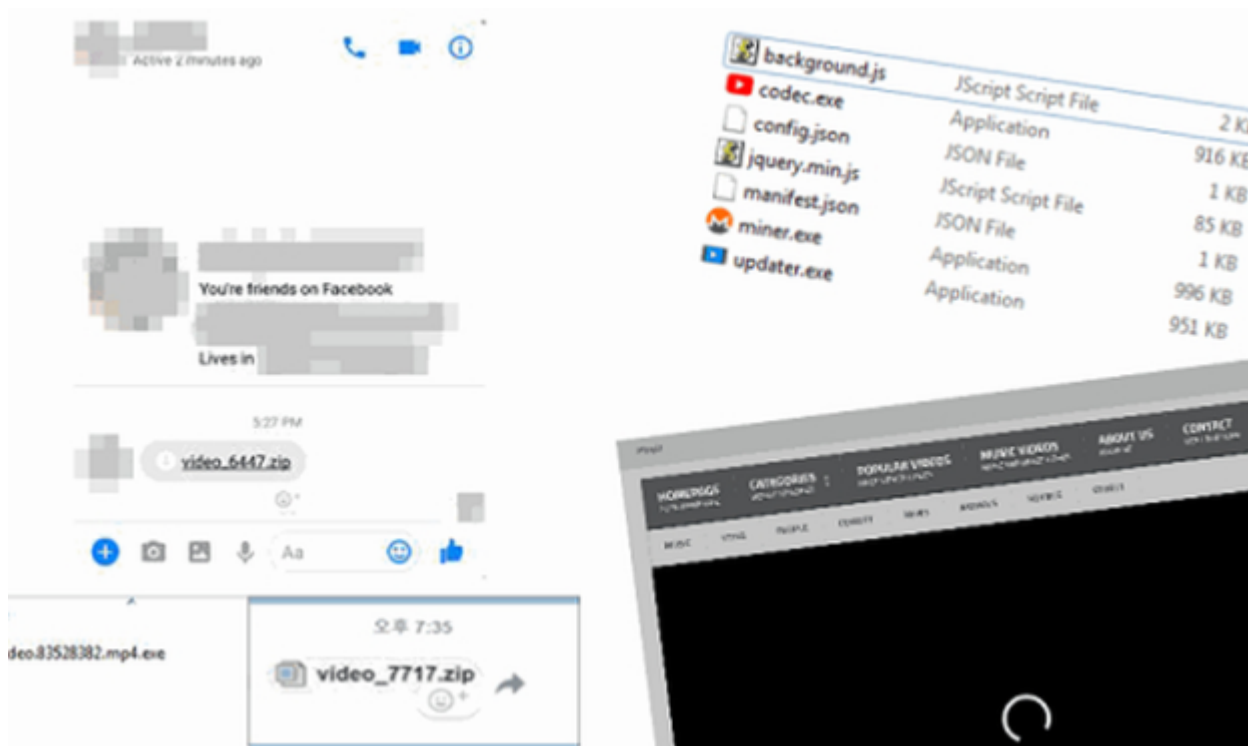 Active 2 minutes ago
You're friends on Facebook
Lives in
5:27 PM
video_6447.zip
Aa
deo.83528382.mp4.exe
오후 7:35
video_7717.zip
background.js JScript Script File 2 KB
codec.exe Application 916 KB
config.json JSON File 1 KB
jquery.min.js JScript Script File 85 KB
manifest.json JSON File 1 KB
miner.exe Application 996 KB
updater.exe Application 951 KB
HOMEPAGE CATEGORIES POPULAR VIDEOS MUSIC VIDEOS ABOUT US CONTACT
MUSIC